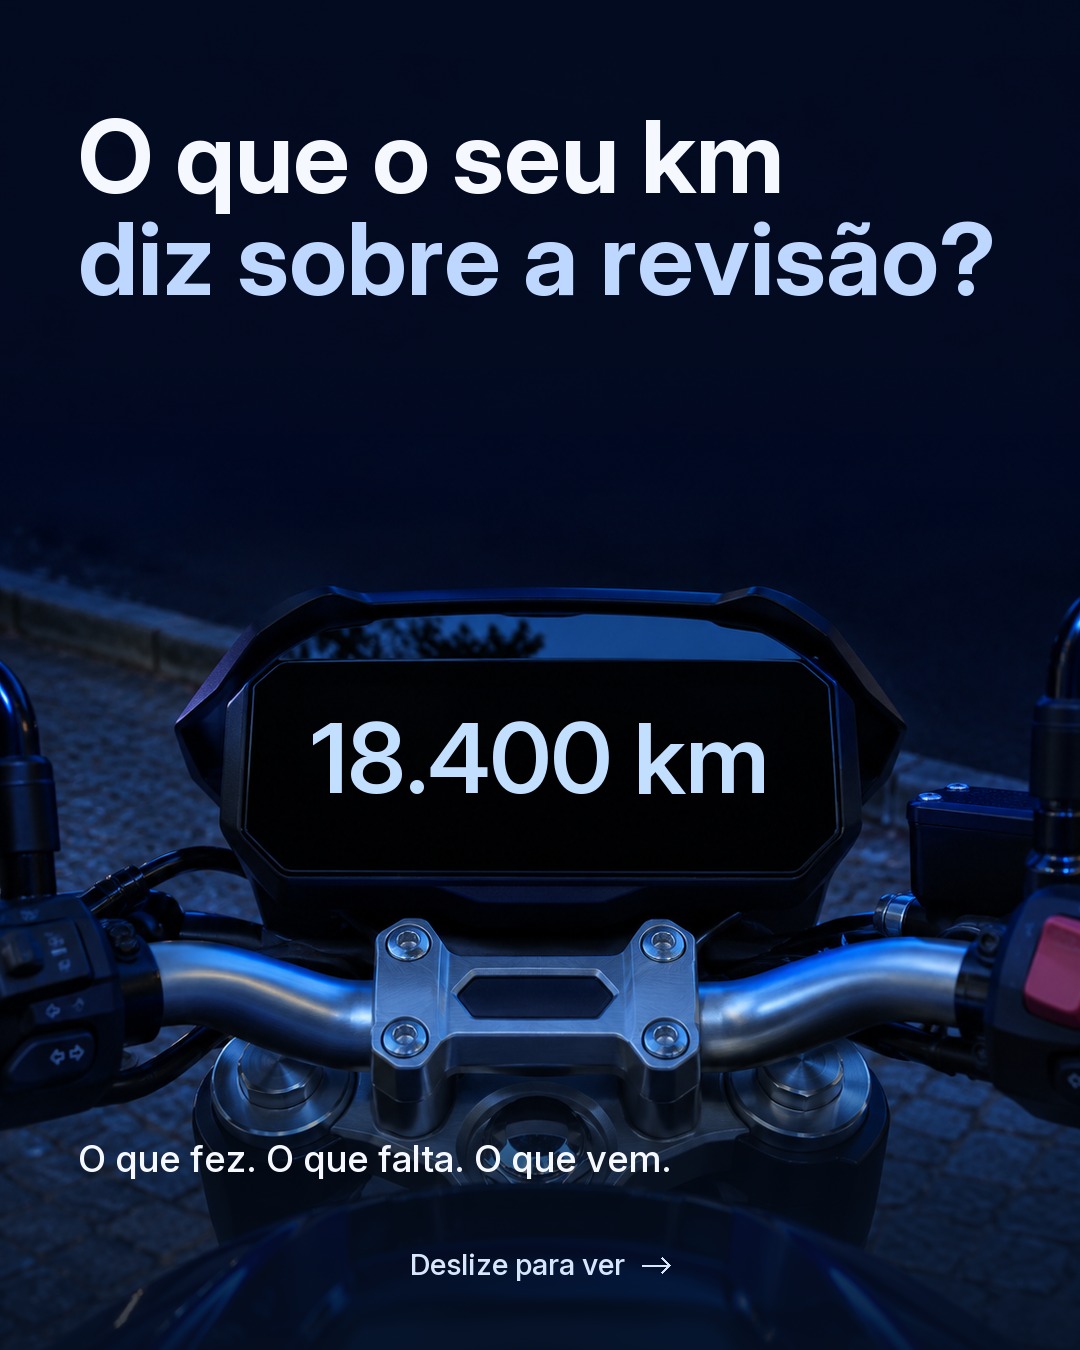 O que o seu km
diz sobre a revisão?
18.400 km
O que fez. O que falta. O que vem.
Deslize para ver →